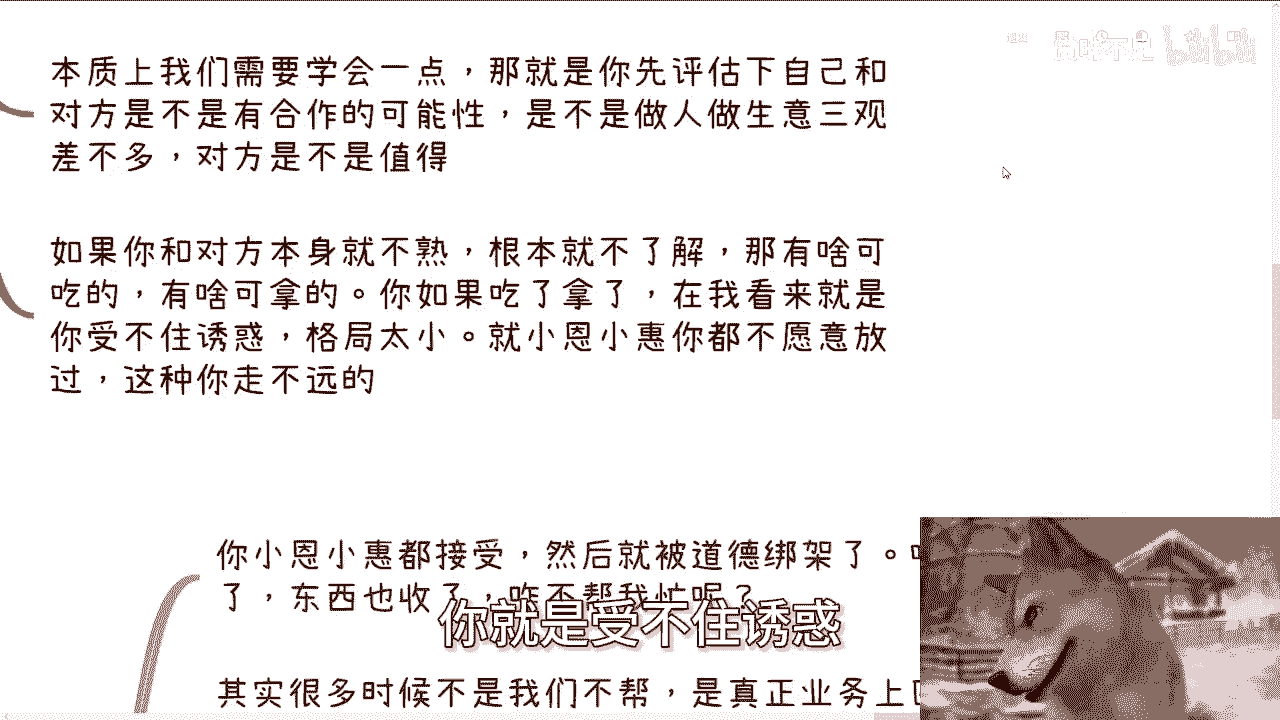 本质上我们需要学会一点，那就是你先评估下自己和
对方是不是有合作的可能性，是不是做人做生意三观
差不多，对方是不是值得
如果你和对方本身就不熟，根本就不了解，那有啥可
吃的，有啥可拿的。你如果吃了拿了，在我看来就是
你受不住诱惑，格局太小。就小恩小惠你都不愿意放
过，这种你走不远的
你小恩小惠都接受，然后就被道德绑架了。
了，东西也收了，咋不帮我忙呢？
你就是受不住诱惑
其实很多时候不是我们不帮，是真正业务上
bilibili